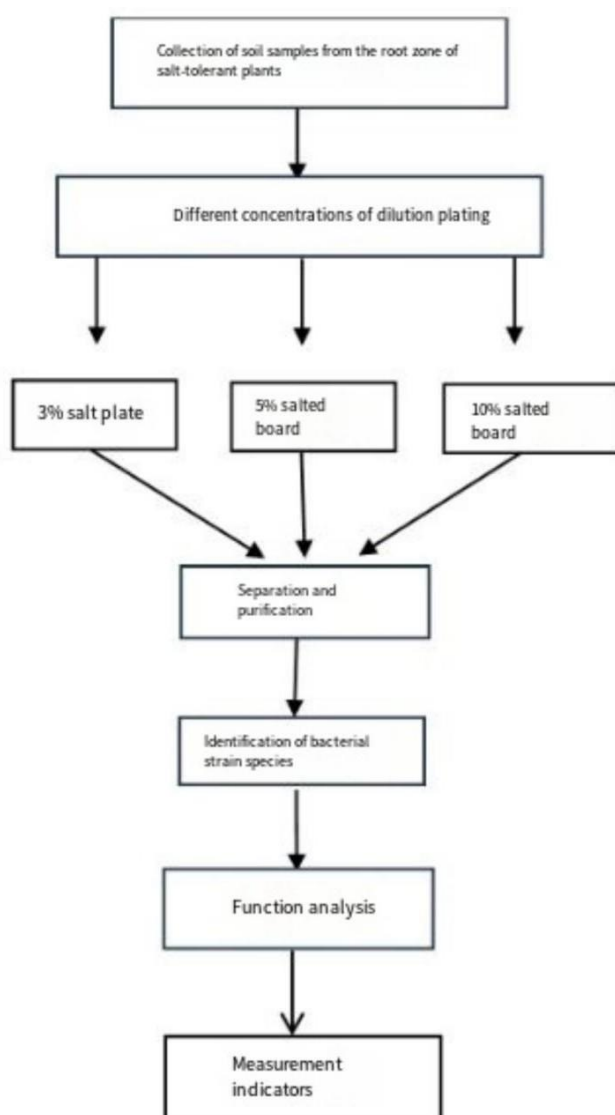 Collection of soil samples from the root zone of
salt-tolerant plants
Different concentrations of dilution plating
3% salt plate
5% salted
board
10% salted
board
Separation and
purification
Identification of bacterial
strain species
Function analysis
Measurement
indicators